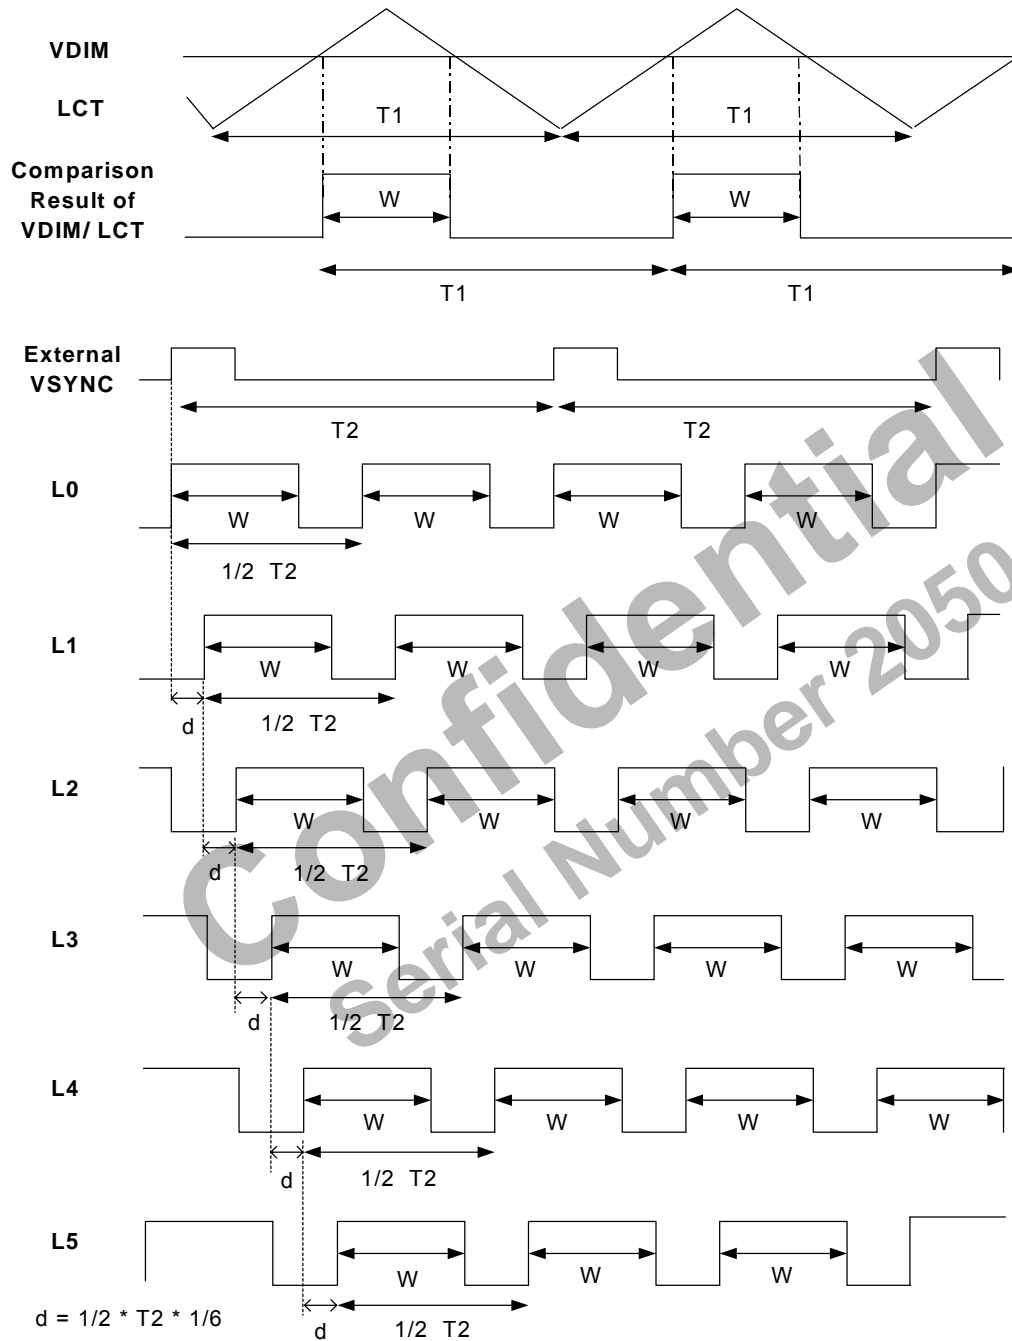 VDIM
LCT
T1 T1
Comparison
Result of
VDIM/ LCT
W W
T1 T1
External
VSYNC
T2 T2
L0
W W W W
1/2 T2
L1
W W W W
d 1/2 T2
L2
W W W W
d 1/2 T2
L3
W W W W
d 1/2 T2
L4
W W W W
d 1/2 T2
L5
W W W
d = 1/2 * T2 * 1/6
d 1/2 T2
Confidential
Serial Number 2050